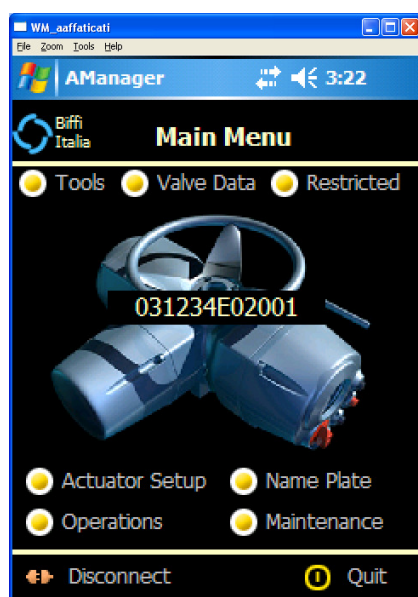 WM_aaffaticati
File Zoom Tools Help
AManager 3:22
Biffi
Italia
Main Menu
Tools Valve Data Restricted
031234E02001
Actuator Setup Name Plate
Operations Maintenance
Disconnect Quit